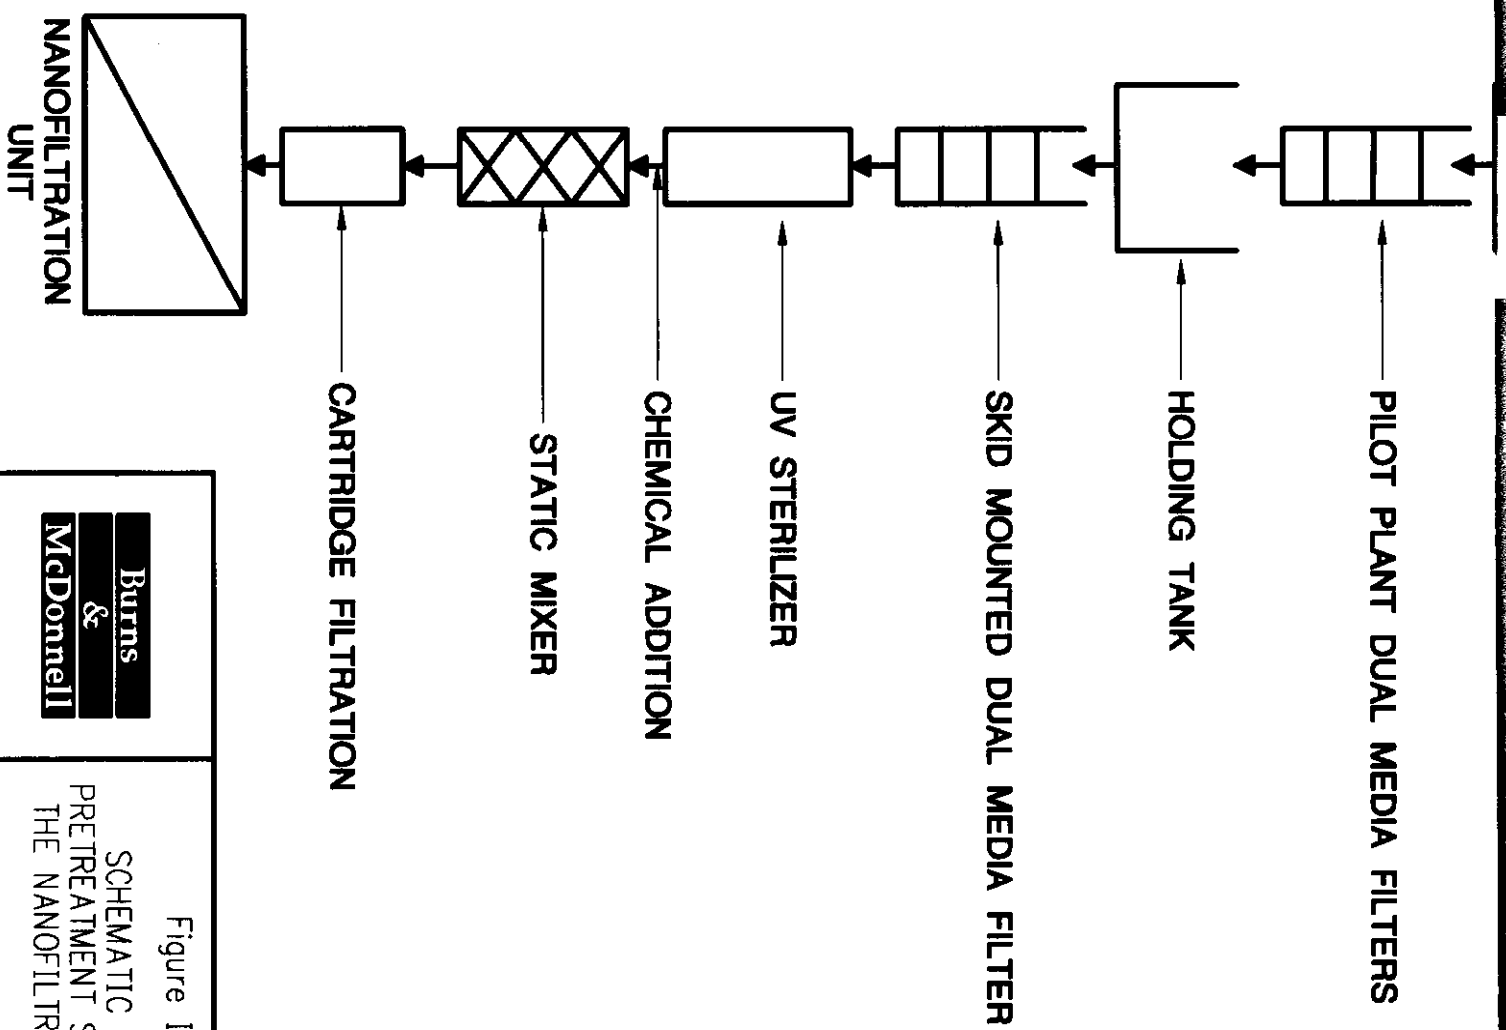 PILOT PLANT DUAL MEDIA FILTERS
HOLDING TANK
SKID MOUNTED DUAL MEDIA FILTER
UV STERILIZER
CHEMICAL ADDITION
STATIC MIXER
CARTRIDGE FILTRATION
NANOFILTRATION
UNIT
Burns
&
McDonnell
Figure
SCHEMATIC
PRETREATMENT
THE NANOFILTR